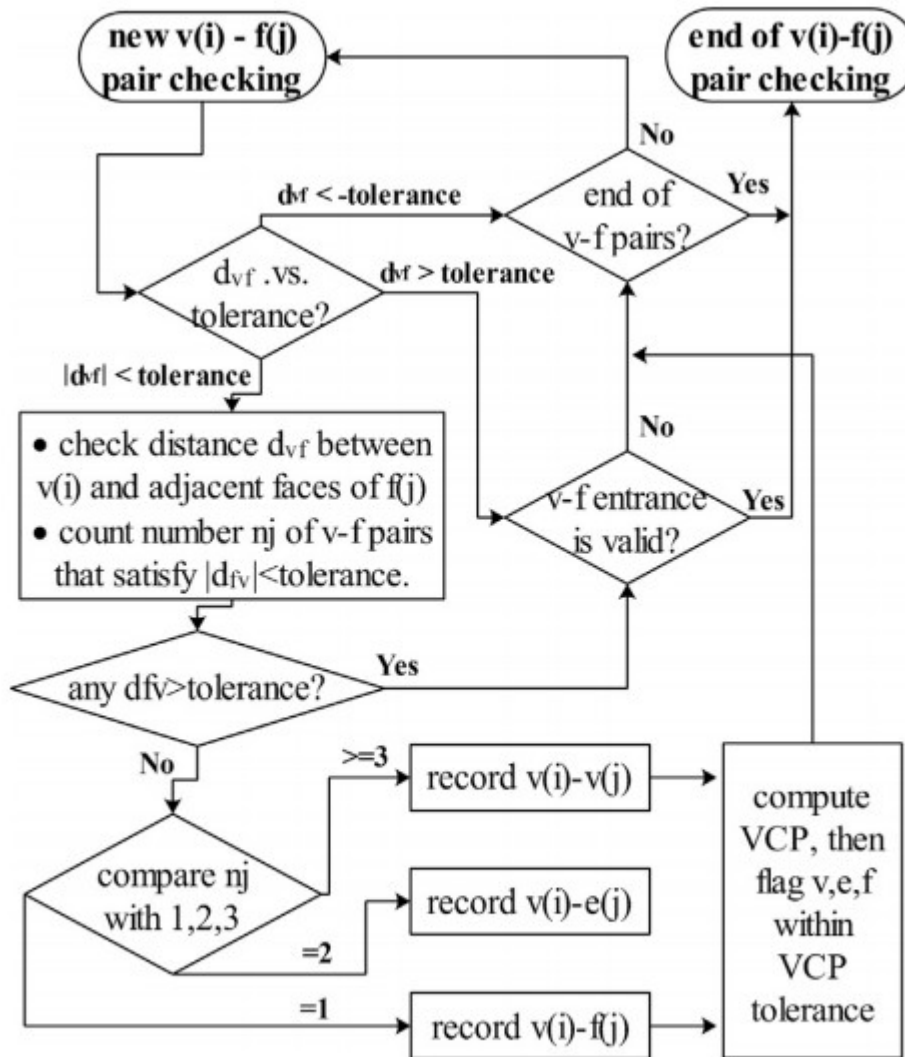 new v(i) - f(j)
pair checking
end of v(i)-f(j)
pair checking
No
dvf < -tolerance
end of
v-f pairs?
Yes
dvf .vs.
tolerance?
dvf > tolerance
|dvf| < tolerance
• check distance dvf between
v(i) and adjacent faces of f(j)
• count number nj of v-f pairs
that satisfy |dfv|<tolerance.
No
v-f entrance
is valid?
Yes
any dfv>tolerance?
Yes
No
>=3
record v(i)-v(j)
compare nj
with 1,2,3
record v(i)-e(j)
=2
=1
record v(i)-f(j)
compute
VCP, then
flag v,e,f
within
VCP
tolerance